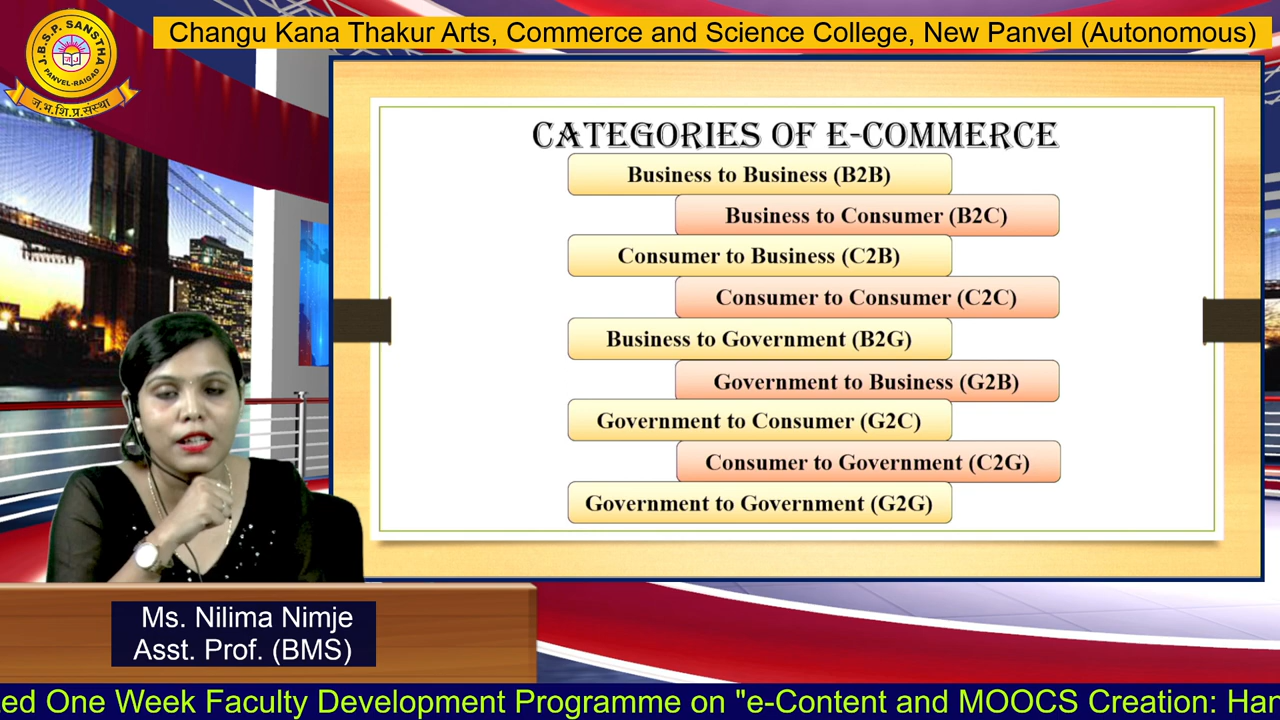 J.B.S.P. SANSTHA
PANVEL-RAIGAD
ज.भ.शि.प्र.संस्था
Changu Kana Thakur Arts, Commerce and Science College, New Panvel (Autonomous)
CATEGORIES OF E-COMMERCE
Business to Business (B2B)
Business to Consumer (B2C)
Consumer to Business (C2B)
Consumer to Consumer (C2C)
Business to Government (B2G)
Government to Business (G2B)
Government to Consumer (G2C)
Consumer to Government (C2G)
Government to Government (G2G)
Ms. Nilima Nimje
Asst. Prof. (BMS)
ed One Week Faculty Development Programme on "e-Content and MOOCS Creation: Har